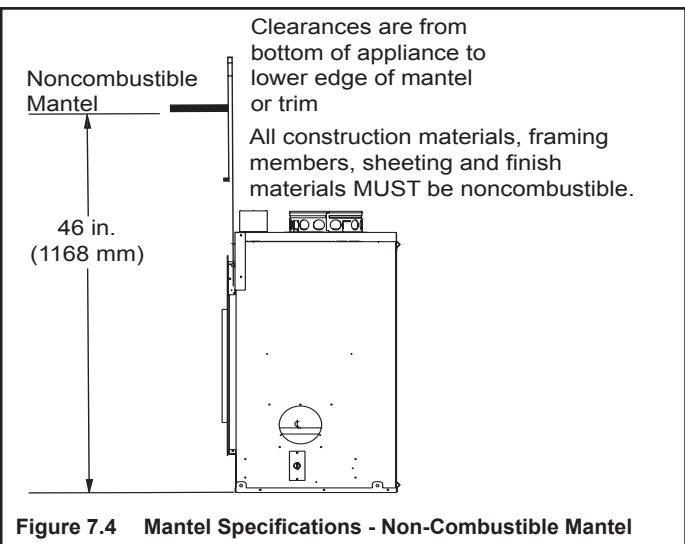 Clearances are from
bottom of appliance to
lower edge of mantel
or trim
Noncombustible
Mantel
All construction materials, framing
members, sheeting and finish
materials MUST be noncombustible.
46 in.
(1168 mm)
Figure 7.4 Mantel Specifications - Non-Combustible Mantel